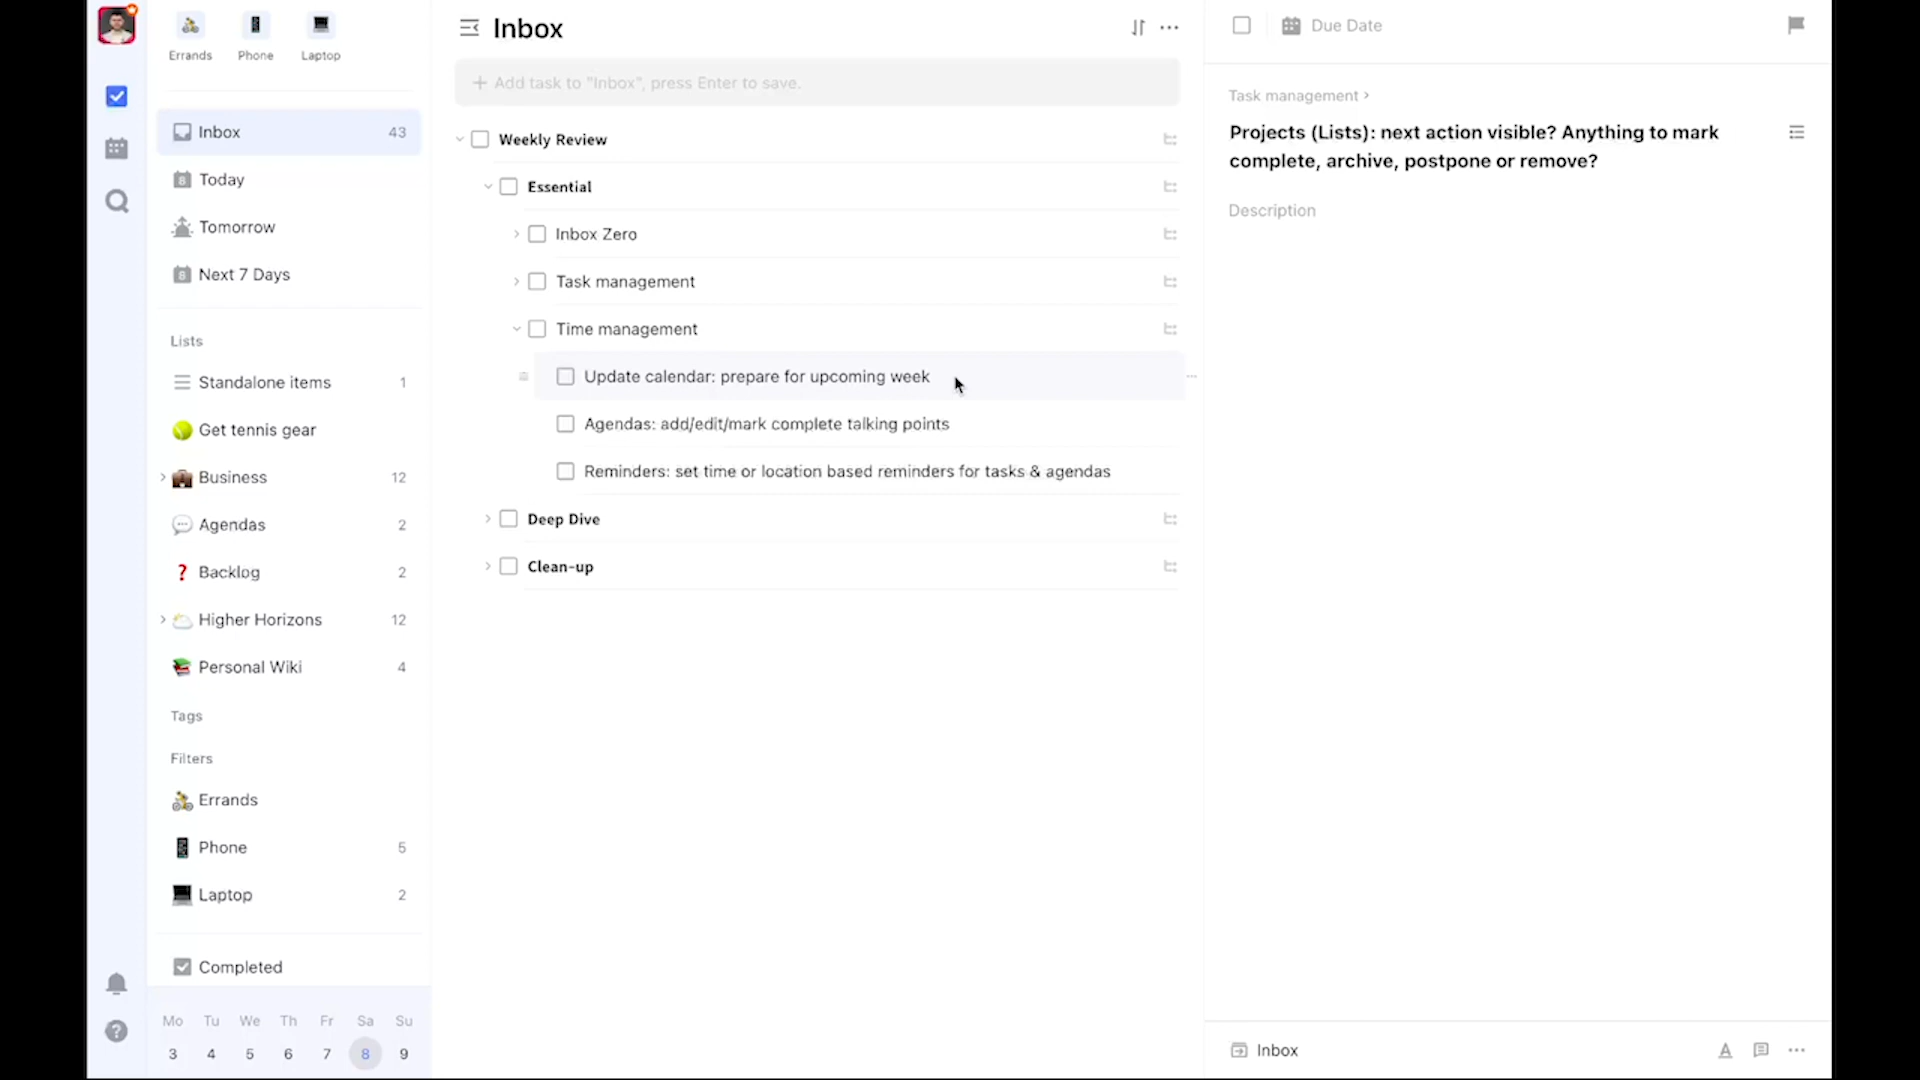 Errands
Phone
Laptop
Inbox 43
8 Today
Tomorrow
8 Next 7 Days
Lists
Standalone items 1
Get tennis gear
Business 12
Agendas 2
Backlog 2
Higher Horizons 12
Personal Wiki 4
Tags
Filters
Errands
Phone 5
Laptop 2
Completed
Mo Tu We Th Fr Sa Su
3 4 5 6 7 8 9
Inbox
+ Add task to "Inbox", press Enter to save.
Weekly Review
Essential
Inbox Zero
Task management
Time management
Update calendar: prepare for upcoming week
Agendas: add/edit/mark complete talking points
Reminders: set time or location based reminders for tasks & agendas
Deep Dive
Clean-up
Due Date
Task management >
Projects (Lists): next action visible? Anything to mark
complete, archive, postpone or remove?
Description
Inbox